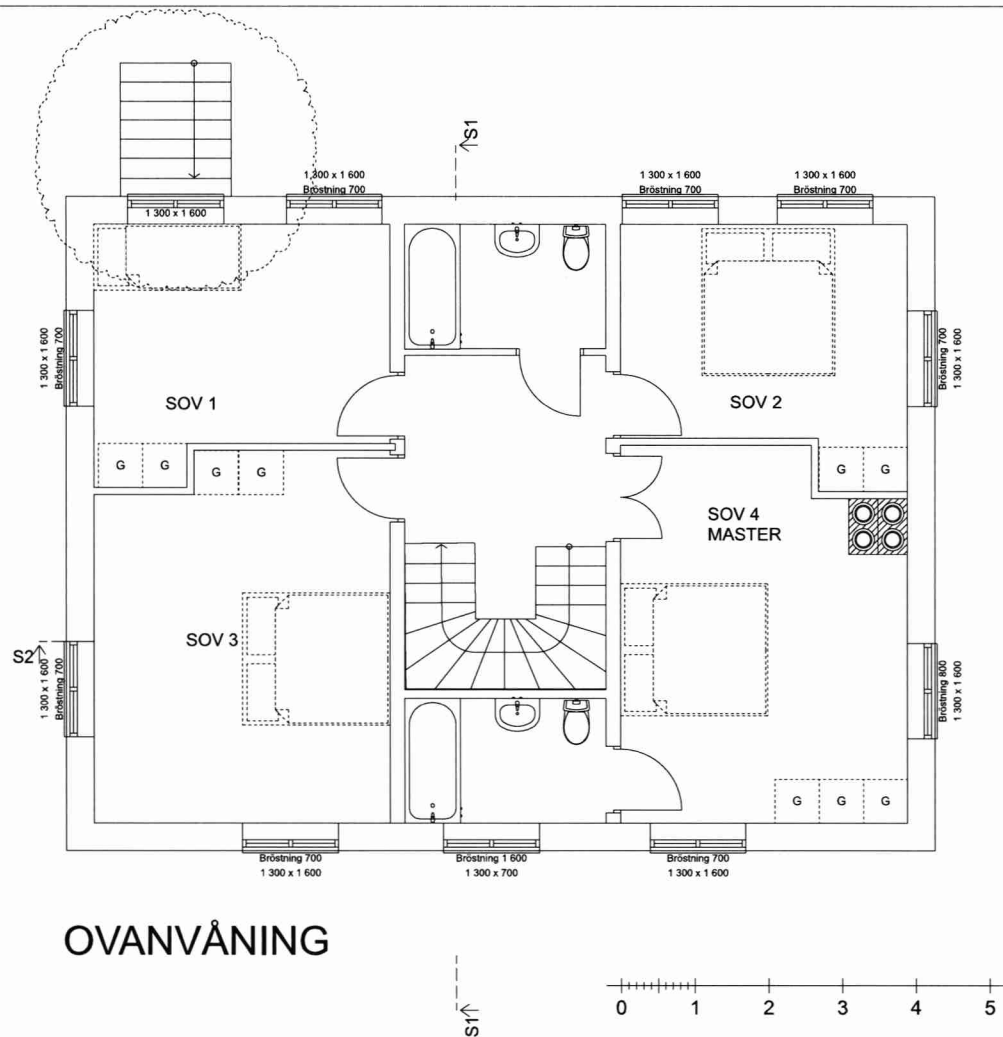 S1
1 300 x 1 600
Bröstning 700
1 300 x 1 600
Bröstning 700
1 300 x 1 600
Bröstning 700
1 300 x 1 600
1 300 x 1 600
Bröstning 700
Bröstning 700
1 300 x 1 600
SOV 1
SOV 2
G
G
G
G
G
G
SOV 4
MASTER
SOV 3
S2
1 300 x 1 600
Bröstning 700
Bröstning 800
1 300 x 1 600
G
G
G
Bröstning 700
1 300 x 1 600
Bröstning 1 600
1 300 x 700
Bröstning 700
1 300 x 1 600
OVANVÅNING
S1
0
1
2
3
4
5